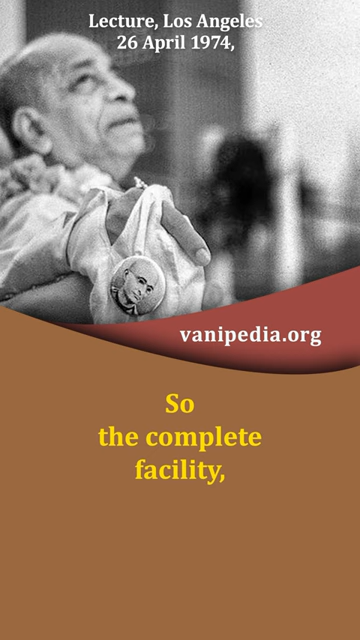 Lecture, Los Angeles
26 April 1974,
vanipedia.org
So
the complete
facility,